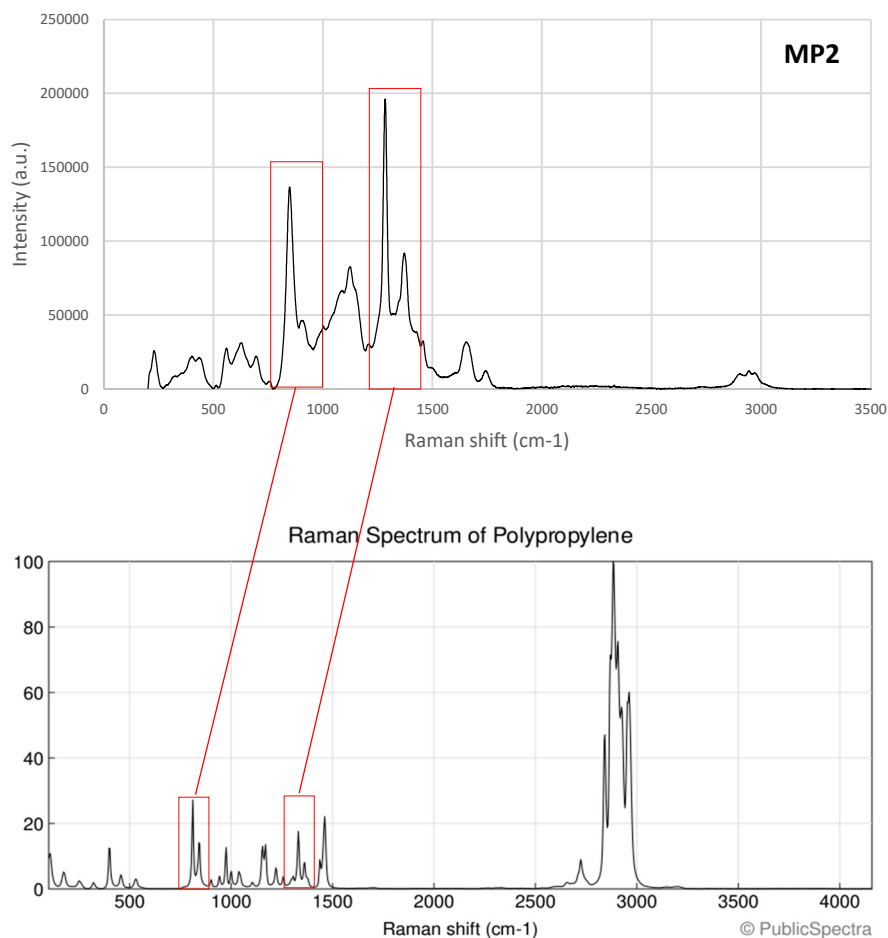 MP2
250000
200000
150000
100000
50000
0
Intensity (a.u.)
0 500 1000 1500 2000 2500 3000 3500
Raman shift (cm-1)
Raman Spectrum of Polypropylene
100
80
60
40
20
0
500 1000 1500 2000 2500 3000 3500 4000
Raman shift (cm-1)
© PublicSpectra